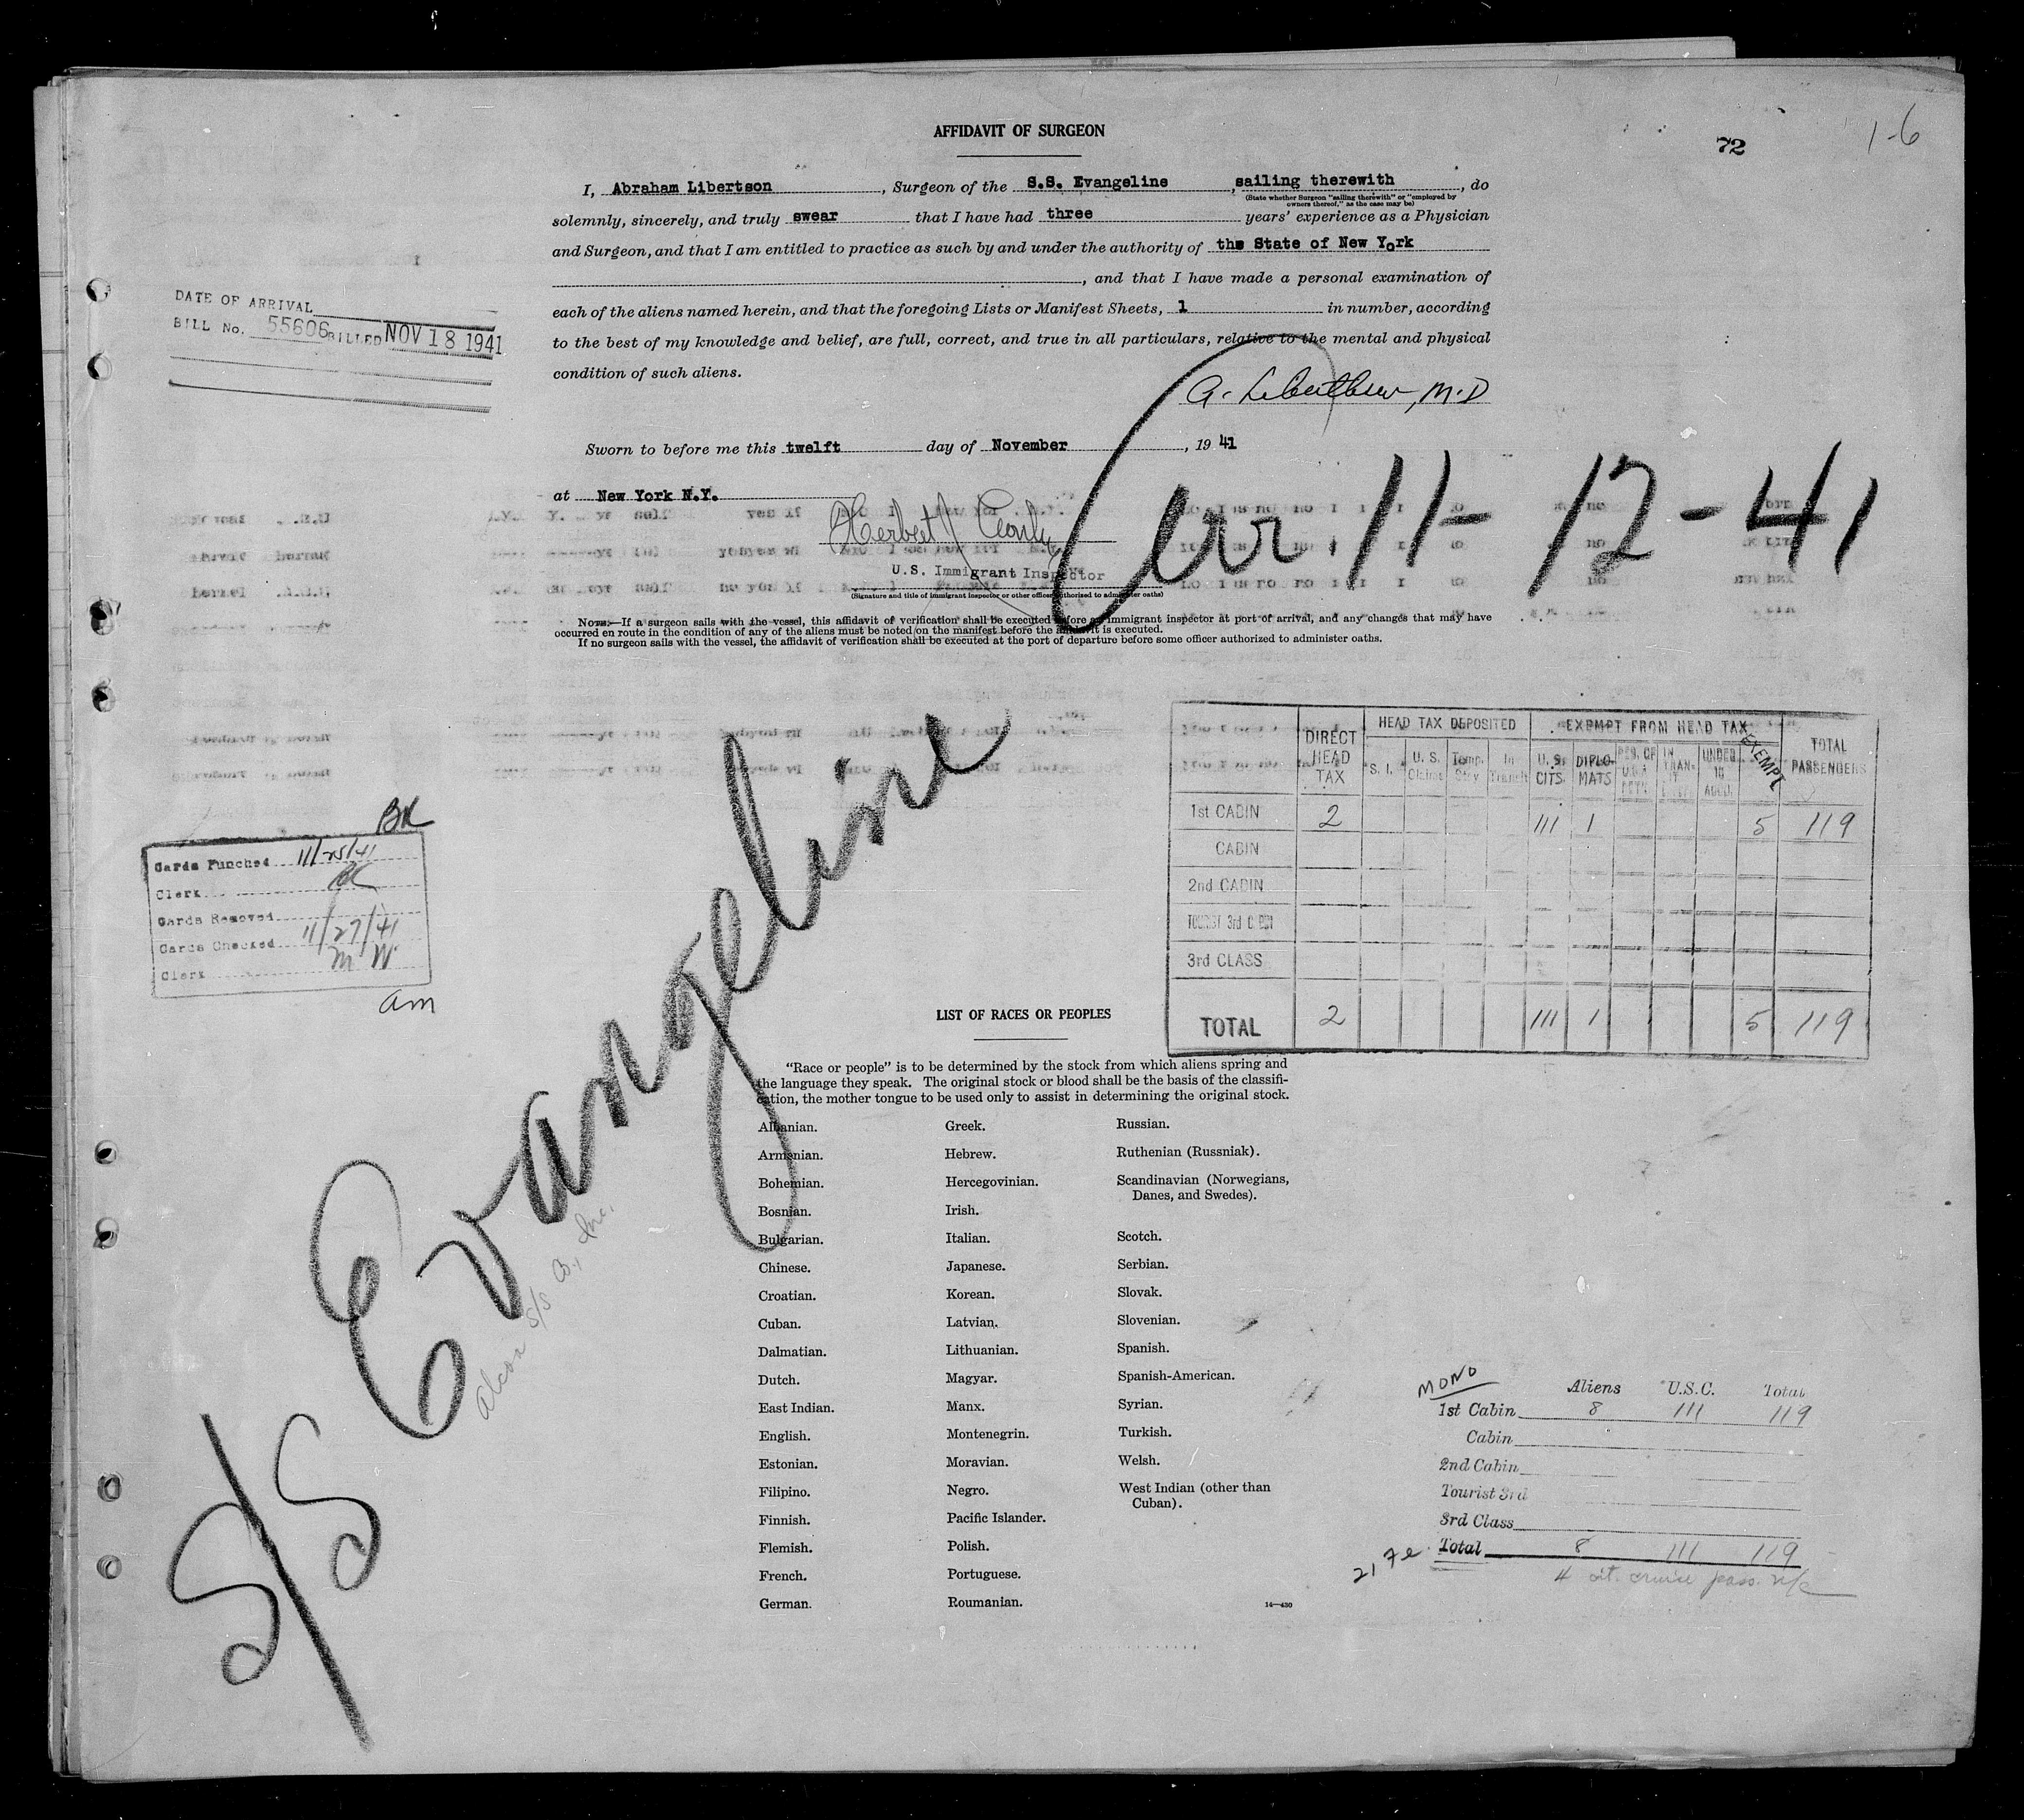 AFFIDAVIT OF SURGEON
72
1-6
I, Abraham Libertson, Surgeon of the S.S. Evangeline, sailing therewith, do
(State whether Surgeon "sailing therewith" or "employed by
owners thereof," as the case may be)
solemnly, sincerely, and truly swear that I have had three years' experience as a Physician
and Surgeon, and that I am entitled to practice as such by and under the authority of the State of New York
, and that I have made a personal examination of
each of the aliens named herein, and that the foregoing Lists or Manifest Sheets, 1 in number, according
to the best of my knowledge and belief, are full, correct, and true in all particulars, relative to the mental and physical
condition of such aliens.
DATE OF ARRIVAL
BILL No. 55606 BILLED NOV 18 1941
M.D
Sworn to before me this twelft day of November, 19 41
at New York N.Y.
Herbert J
Arr. 11-12-41
U.S. Immigrant Inspector
(Signature and title of immigrant inspector or other officer authorized to administer oaths)
NOTE.—If a surgeon sails with the vessel, this affidavit of verification shall be executed before an immigrant inspector at port of arrival, and any changes that may have
occurred en route in the condition of any of the aliens must be noted on the manifest before the affidavit is executed.
If no surgeon sails with the vessel, the affidavit of verification shall be executed at the port of departure before some officer authorized to administer oaths.
DIRECT HEAD TAX HEAD TAX DEPOSITED EXEMPT FROM HEAD TAX TOTAL PASSENGERS
S. I. U. S. Claims Temp. Stay In Transit U. S. CITS. DIPLO-MATS UNDER 16 EXEMPT
1st CABIN 2 111 1 5 119
CABIN
2nd CABIN
TOURIST 3rd CABIN
3rd CLASS
TOTAL 2 111 1 5 119
BK
Cards Punched 11/25/41
Clerk BK
Cards Removed
Cards Checked 11/27/41
Clerk M W
am
S/S Evangeline
Alcoa S/S Co., Inc.
LIST OF RACES OR PEOPLES
"Race or people" is to be determined by the stock from which aliens spring and
the language they speak. The original stock or blood shall be the basis of the classifi-
cation, the mother tongue to be used only to assist in determining the original stock.
Albanian.
Armenian.
Bohemian.
Bosnian.
Bulgarian.
Chinese.
Croatian.
Cuban.
Dalmatian.
Dutch.
East Indian.
English.
Estonian.
Filipino.
Finnish.
Flemish.
French.
German.
Greek.
Hebrew.
Hercegovinian.
Irish.
Italian.
Japanese.
Korean.
Latvian.
Lithuanian.
Magyar.
Manx.
Montenegrin.
Moravian.
Negro.
Pacific Islander.
Polish.
Portuguese.
Roumanian.
Russian.
Ruthenian (Russniak).
Scandinavian (Norwegians,
Danes, and Swedes).
Scotch.
Serbian.
Slovak.
Slovenian.
Spanish.
Spanish-American.
Syrian.
Turkish.
Welsh.
West Indian (other than
Cuban).
14—430
MONO
Aliens U.S.C. Total
1st Cabin 8 111 119
Cabin
2nd Cabin
Tourist 3rd
3rd Class
Total 8 111 119
4 cit. cruise pass.